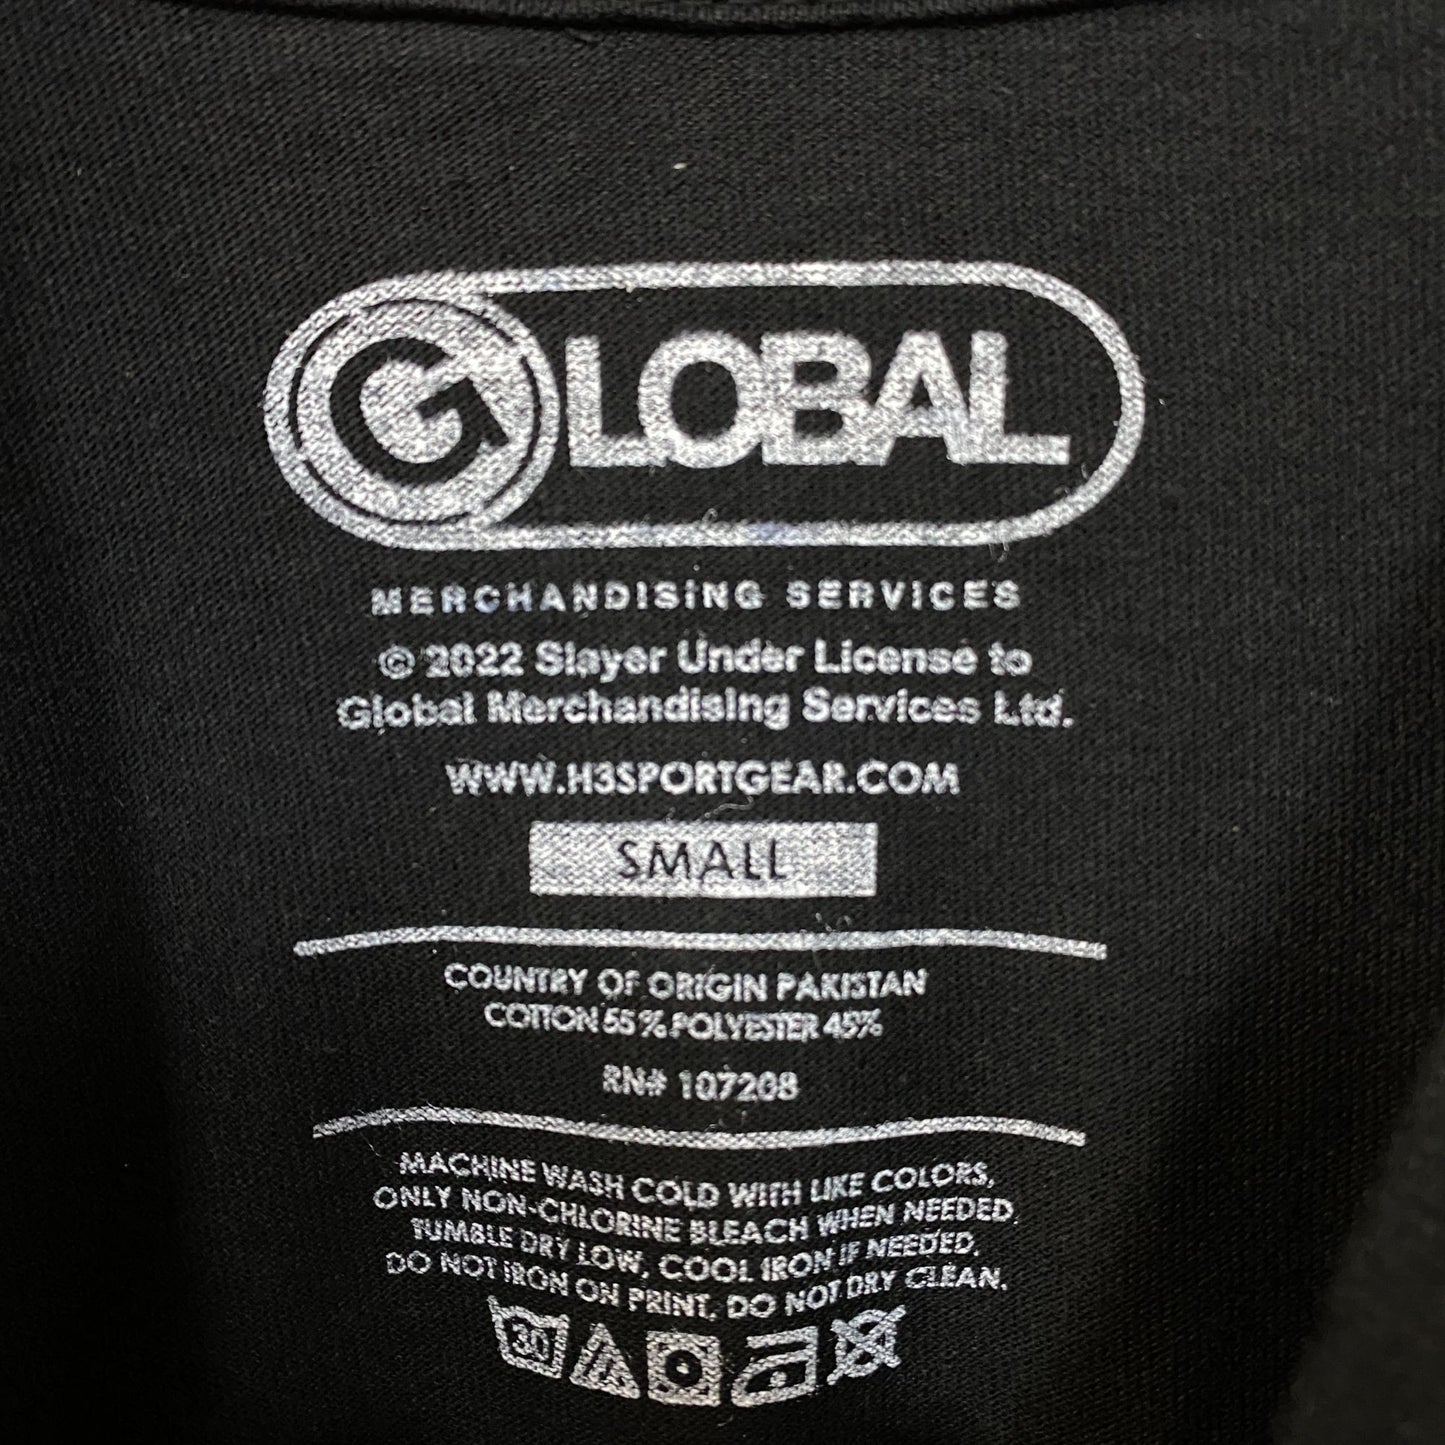 GLOBAL
MERCHANDISING SERVICES
© 2022 Slayer Under License to
Global Merchandising Services Ltd.
WWW.H3SPORTGEAR.COM
SMALL
COUNTRY OF ORIGIN PAKISTAN
COTTON 55% POLYESTER 45%
RN# 107208
MACHINE WASH COLD WITH LIKE COLORS,
ONLY NON-CHLORINE BLEACH WHEN NEEDED.
TUMBLE DRY LOW, COOL IRON IF NEEDED,
DO NOT IRON ON PRINT, DO NOT DRY CLEAN.
30